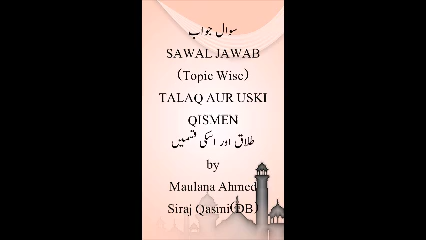 سوال جواب
SAWAL JAWAB
(Topic Wise)
TALAQ AUR USKI
QISMEN
طلاق اور اسکی قسمیں
by
Maulana Ahmed
Siraj Qasmi(DB)